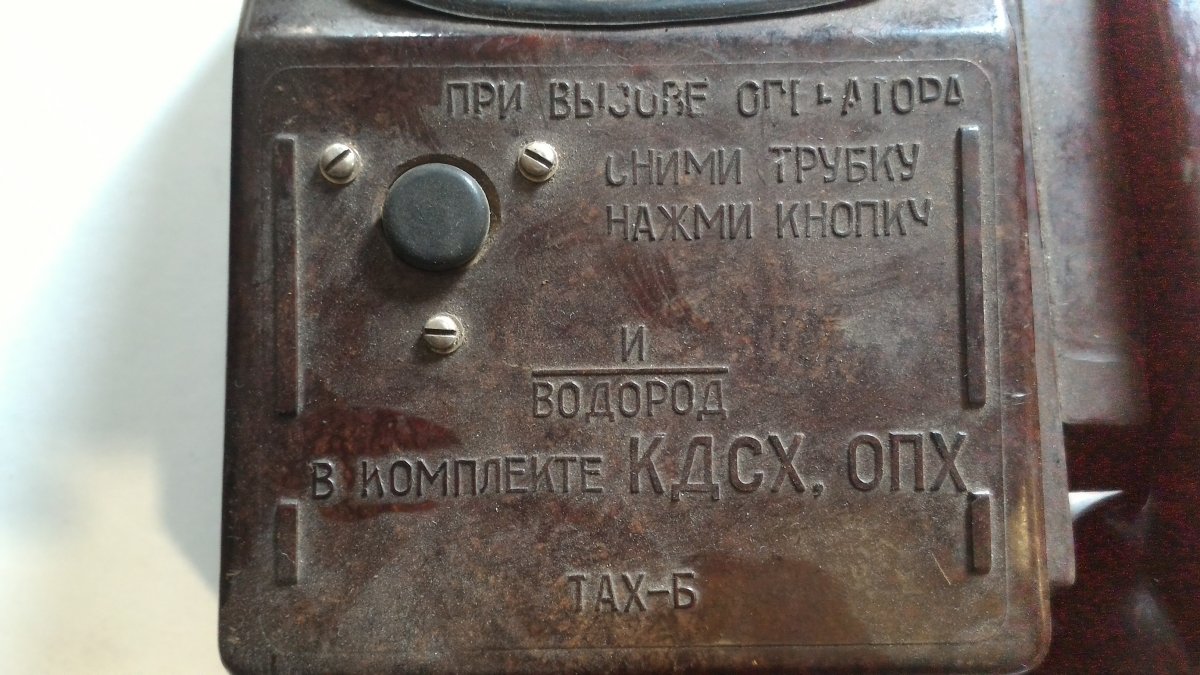 ПРИ ВЫЗОВЕ ОПЕРАТОРА
СНИМИ ТРУБКУ
НАЖМИ КНОПКУ
И
ВОДОРОД
В КОМПЛЕКТЕ КДСХ, ОПХ
ТАХ-Б